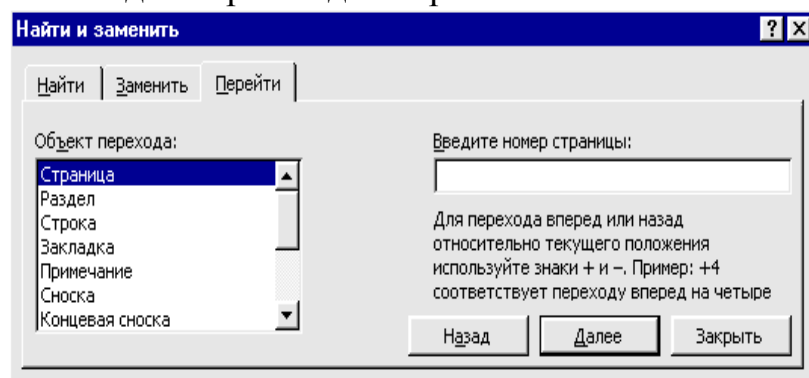 Найти и заменить
Найти Заменить Перейти
Объект перехода:
Страница
Раздел
Строка
Закладка
Примечание
Сноска
Концевая сноска
Введите номер страницы:
Для перехода вперед или назад
относительно текущего положения
используйте знаки + и –. Пример: +4
соответствует переходу вперед на четыре
Назад Далее Закрыть